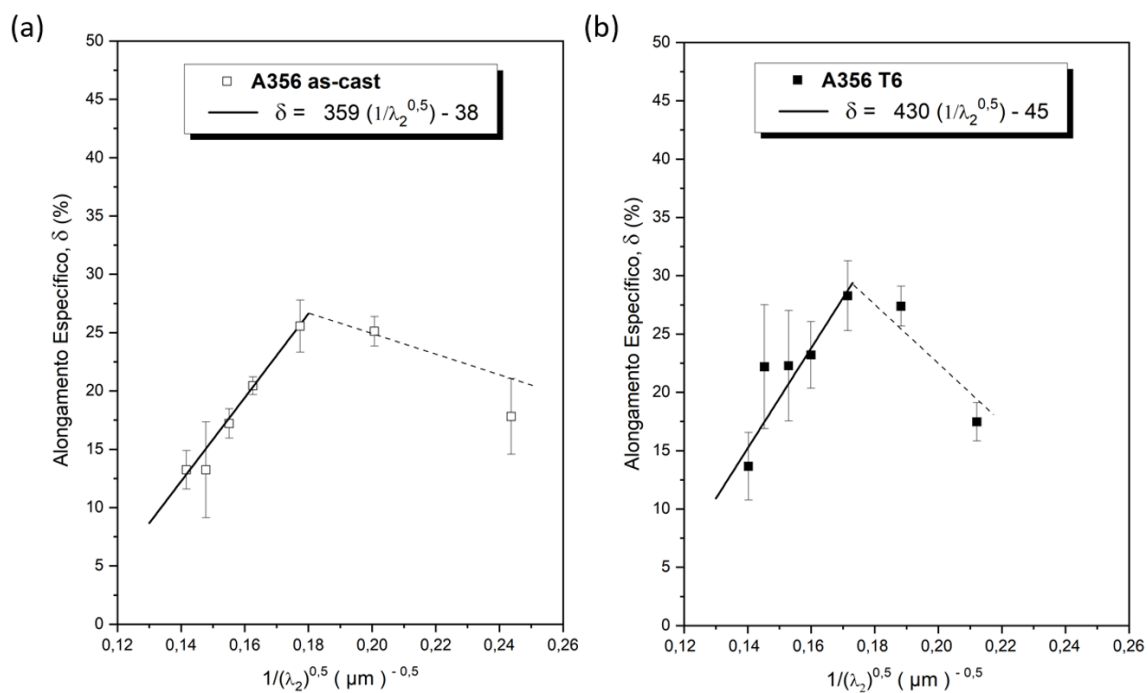 (a)
50
45
40
35
30
25
20
15
10
5
0
Alongamento Específico, δ (%)
A356 as-cast
δ = 359 (1/λ₂^0,5) - 38
0,12 0,14 0,16 0,18 0,20 0,22 0,24 0,26
1/(λ₂)^0,5 ( µm ) ^- 0,5
(b)
50
45
40
35
30
25
20
15
10
5
0
Alongamento Específico, δ (%)
A356 T6
δ = 430 (1/λ₂^0,5) - 45
0,12 0,14 0,16 0,18 0,20 0,22 0,24 0,26
1/(λ₂)^0,5 ( µm ) ^- 0,5